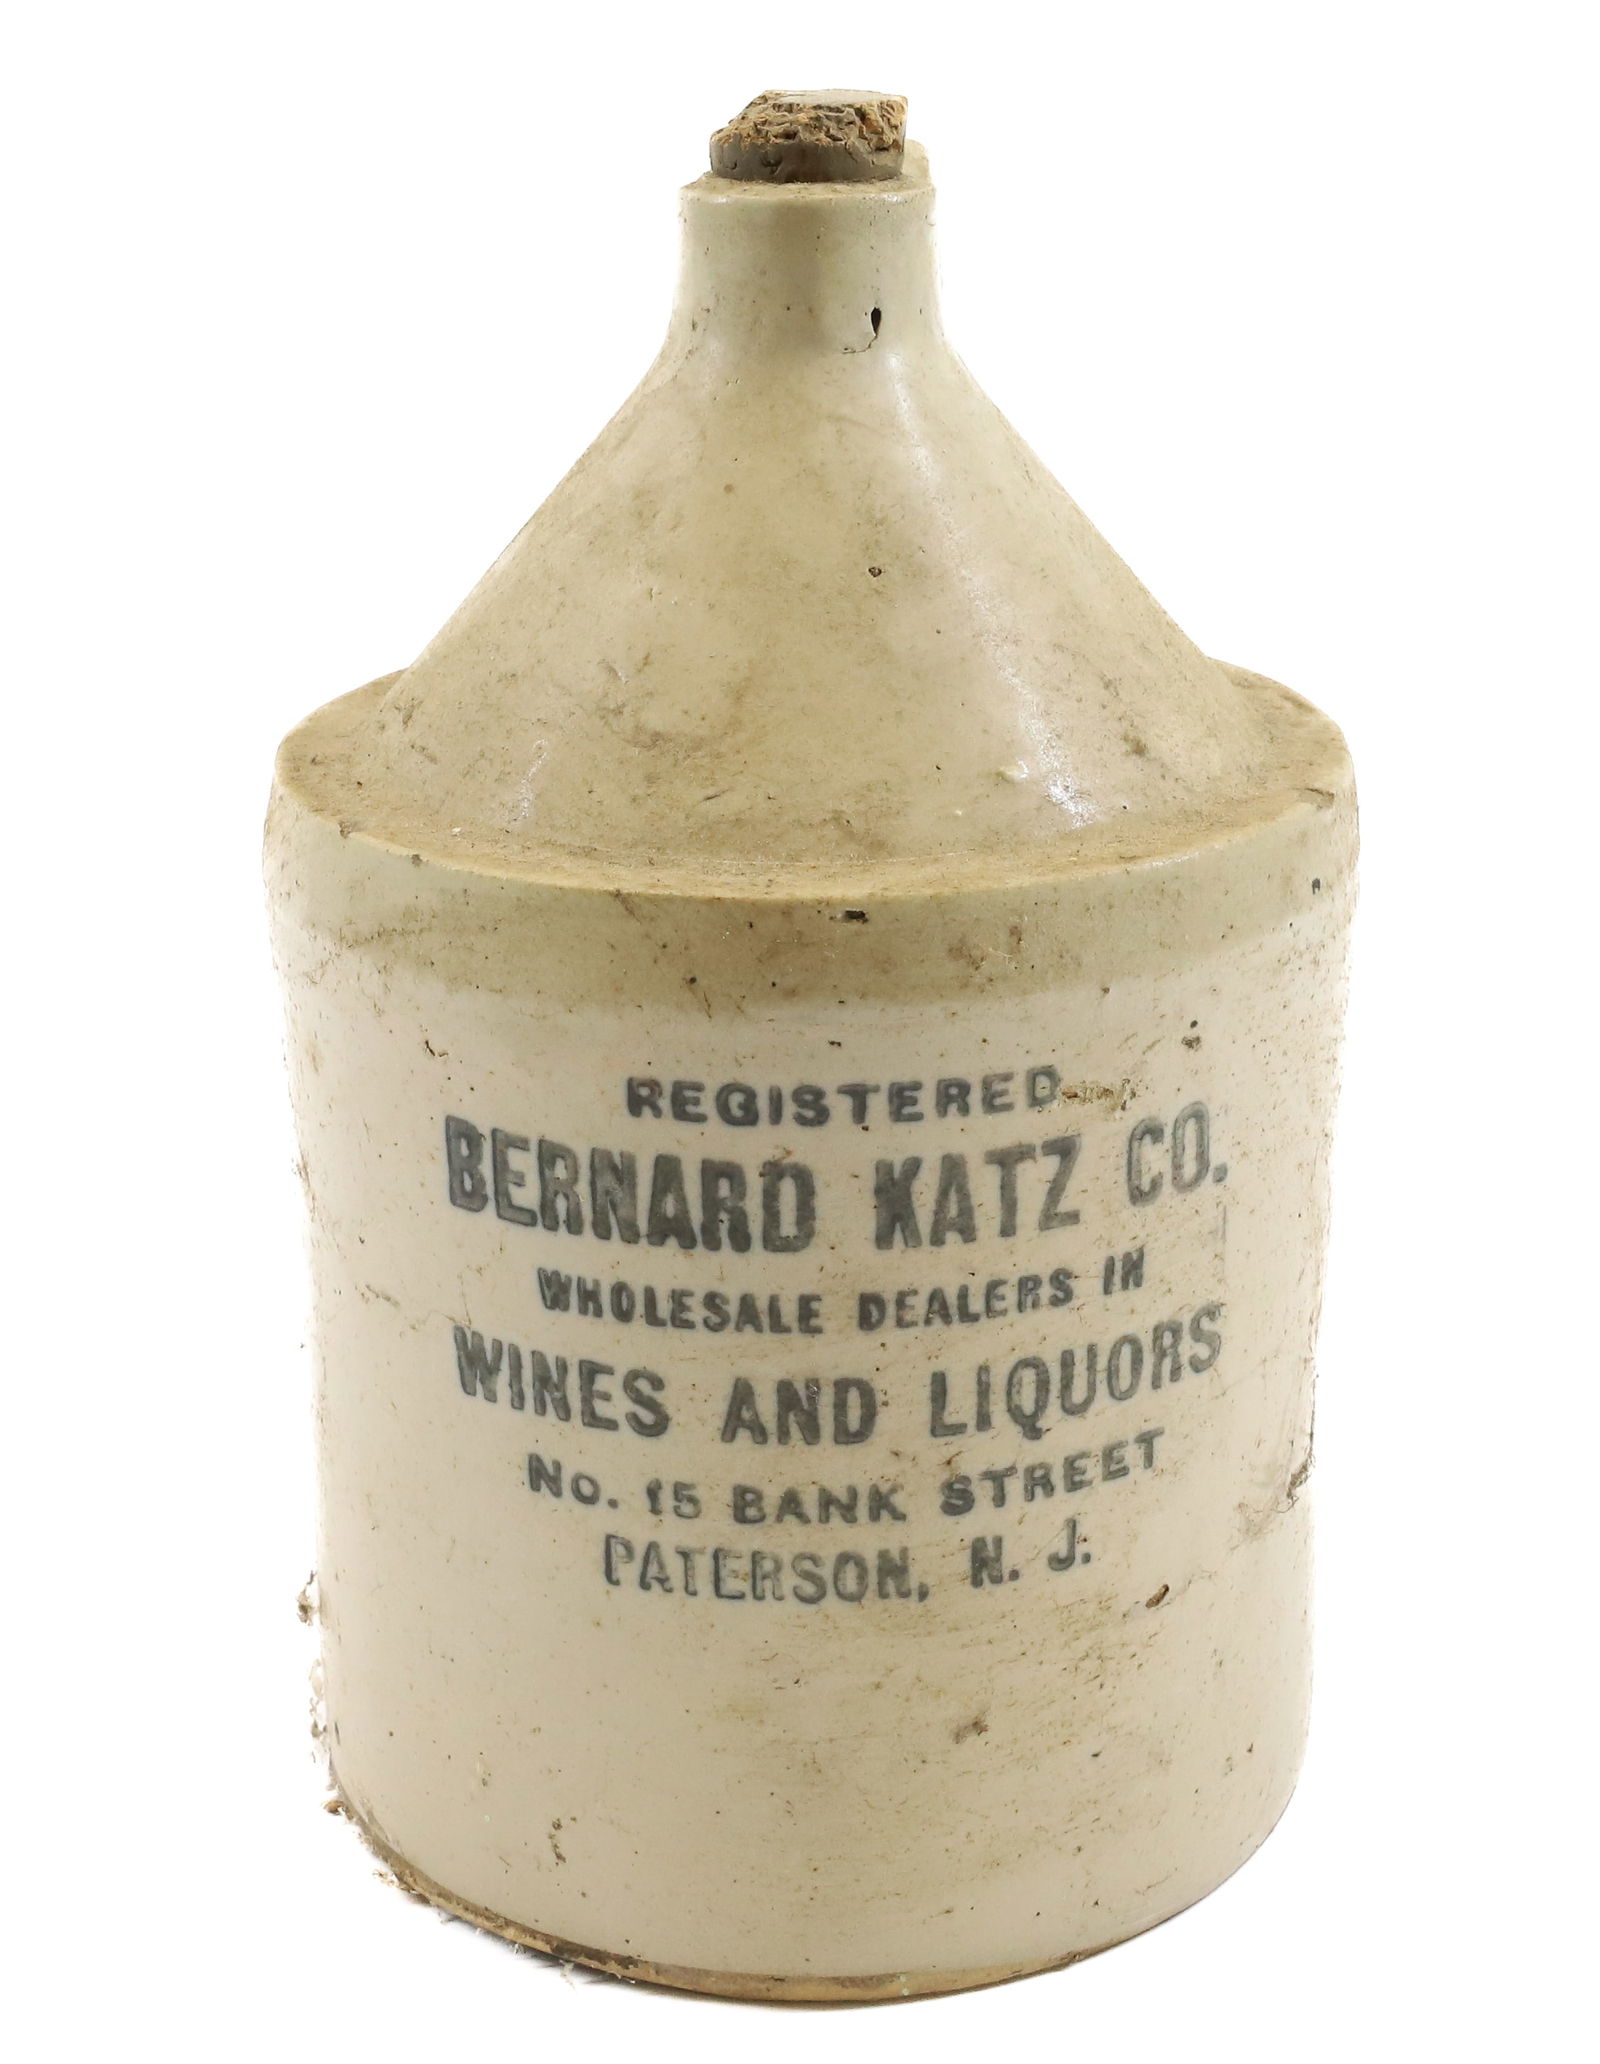 REGISTERED
BERNARD KATZ CO.
WHOLESALE DEALERS IN
WINES AND LIQUORS
No. 15 BANK STREET
PATERSON, N. J.